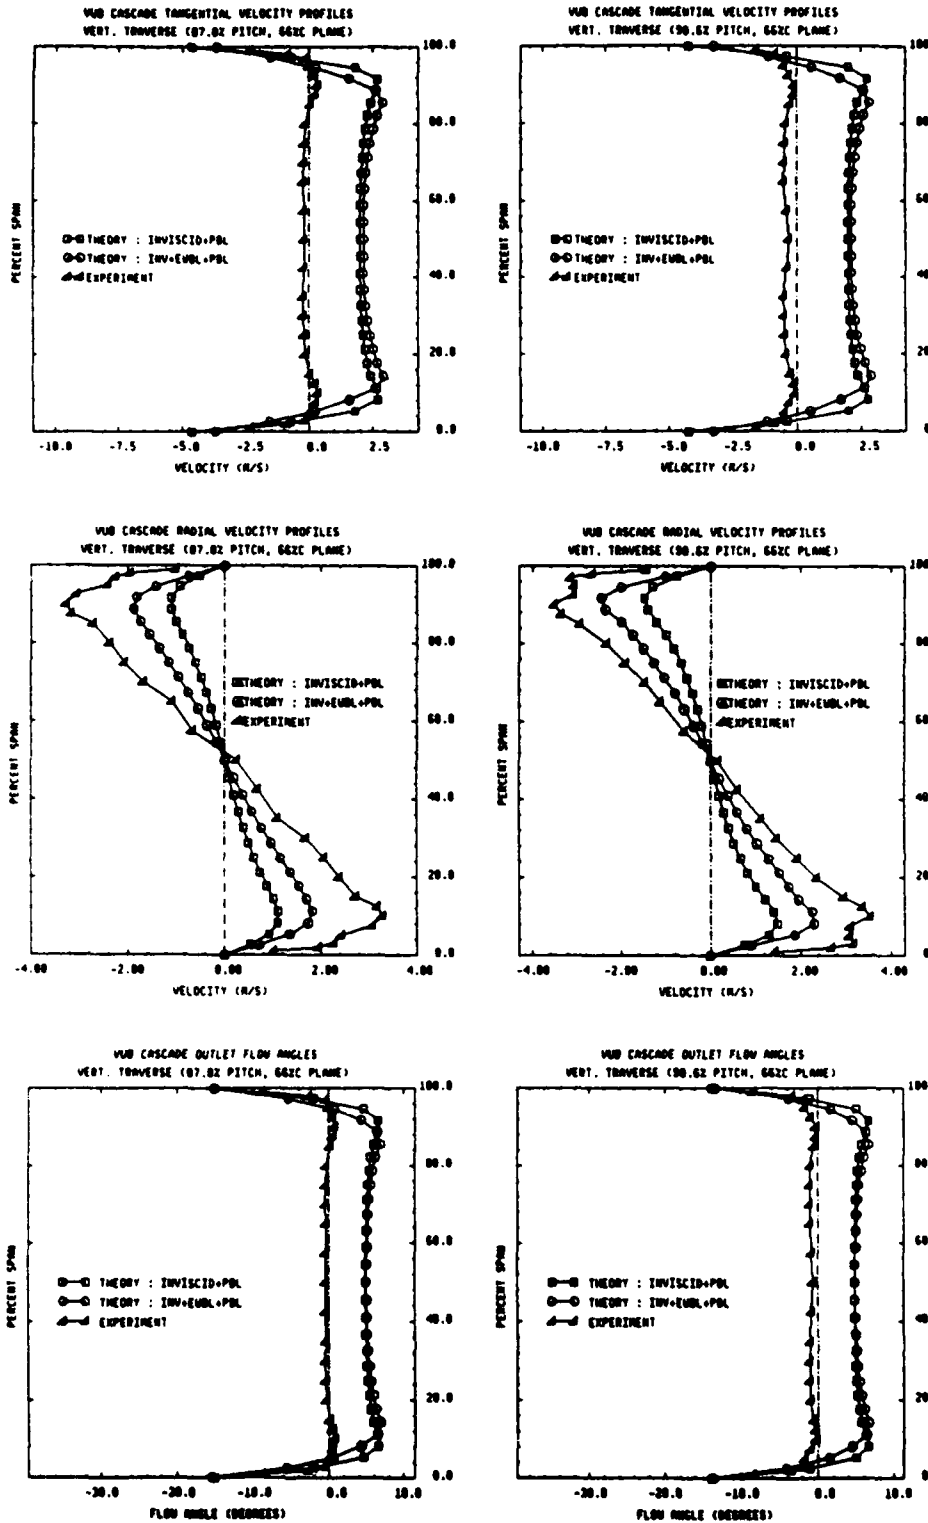 VUB CASCADE TANGENTIAL VELOCITY PROFILES
VERT. TRAVERSE (87.8% PITCH, 66%C PLANE)
100.0
80.0
60.0
40.0
20.0
0.0
PERCENT SPAN
THEORY : INVISCID+PBL
THEORY : INV+EWBL+PBL
EXPERIMENT
-10.0
-7.5
-5.0
-2.5
0.0
2.5
VELOCITY (M/S)
VUB CASCADE TANGENTIAL VELOCITY PROFILES
VERT. TRAVERSE (90.6% PITCH, 66%C PLANE)
PERCENT SPAN
THEORY : INVISCID+PBL
THEORY : INV+EWBL+PBL
EXPERIMENT
-10.0
-7.5
-5.0
-2.5
0.0
2.5
VELOCITY (M/S)
VUB CASCADE RADIAL VELOCITY PROFILES
VERT. TRAVERSE (87.8% PITCH, 66%C PLANE)
100.0
80.0
60.0
40.0
20.0
0.0
PERCENT SPAN
THEORY : INVISCID+PBL
THEORY : INV+EWBL+PBL
EXPERIMENT
-4.00
-2.00
0.00
2.00
4.00
VELOCITY (M/S)
VUB CASCADE RADIAL VELOCITY PROFILES
VERT. TRAVERSE (90.6% PITCH, 66%C PLANE)
PERCENT SPAN
THEORY : INVISCID+PBL
THEORY : INV+EWBL+PBL
EXPERIMENT
-4.00
-2.00
0.00
2.00
4.00
VELOCITY (M/S)
VUB CASCADE OUTLET FLOW ANGLES
VERT. TRAVERSE (87.8% PITCH, 66%C PLANE)
100.0
80.0
60.0
40.0
20.0
0.0
PERCENT SPAN
THEORY : INVISCID+PBL
THEORY : INV+EWBL+PBL
EXPERIMENT
-30.0
-20.0
-10.0
0.0
10.0
FLOW ANGLE (DEGREES)
VUB CASCADE OUTLET FLOW ANGLES
VERT. TRAVERSE (90.6% PITCH, 66%C PLANE)
PERCENT SPAN
THEORY : INVISCID+PBL
THEORY : INV+EWBL+PBL
EXPERIMENT
-30.0
-20.0
-10.0
0.0
10.0
FLOW ANGLE (DEGREES)